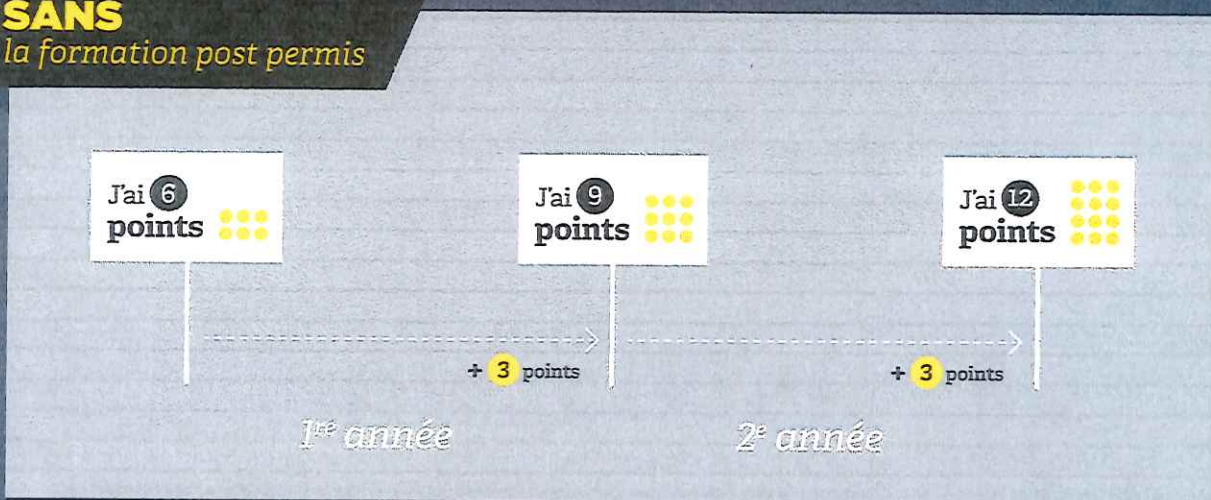 SANS
la formation post permis
J'ai 6
points
J'ai 9
points
J'ai 12
points
+ 3 points
+ 3 points
1re année
2e année